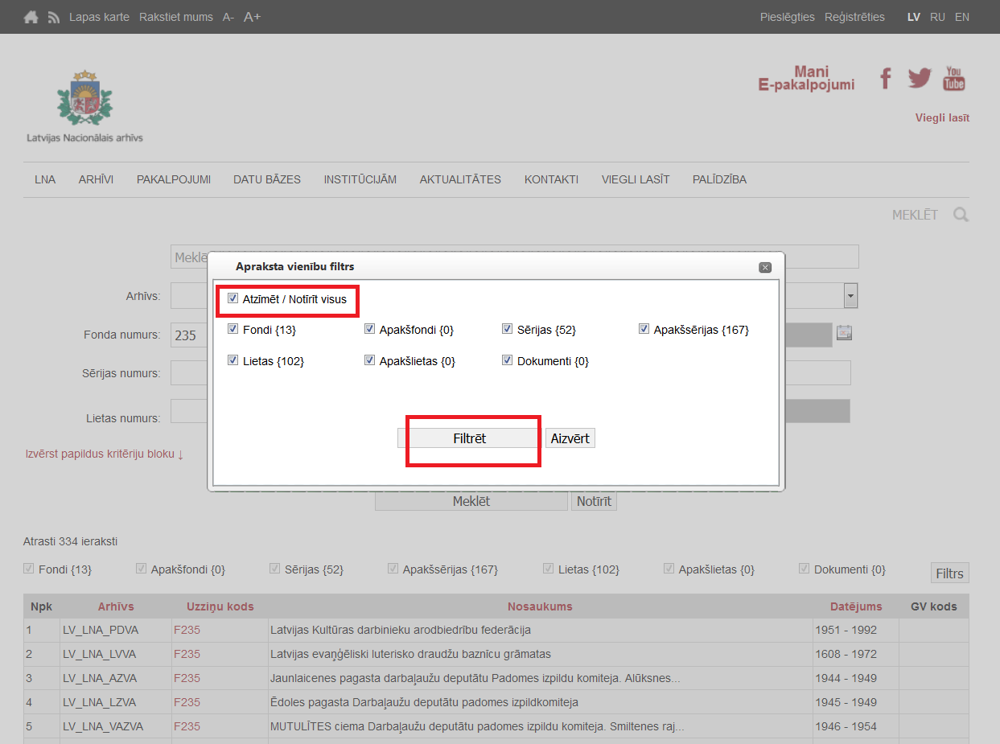 Lapas karte Rakstiet mums A- A+ Pieslēgties Reģistrēties LV RU EN
Mani
E-pakalpojumi
You
Tube
Viegli lasīt
Latvijas Nacionālais arhīvs
LNA ARHĪVI PAKALPOJUMI DATU BĀZES INSTITŪCIJĀM AKTUALITĀTES KONTAKTI VIEGLI LASĪT PALĪDZĪBA
MEKLĒT
Apraksta vienību filtrs
Arhīvs:
Atzīmēt / Notīrīt visus
Fonda numurs: 235
Fondi {13} Apakšfondi {0} Sērijas {52} Apakšsērijas {167}
Lietas {102} Apakšlietas {0} Dokumenti {0}
Sērijas numurs:
Lietas numurs:
Filtrēt Aizvērt
Izvērst papildus kritēriju bloku ↓
Meklēt Notīrīt
Atrasti 334 ieraksti
Fondi {13} Apakšfondi {0} Sērijas {52} Apakšsērijas {167} Lietas {102} Apakšlietas {0} Dokumenti {0} Filtrs
Npk Arhīvs Uzziņu kods Nosaukums Datējums GV kods
1 LV_LNA_PDVA F235 Latvijas Kultūras darbinieku arodbiedrību federācija 1951 - 1992
2 LV_LNA_LVVA F235 Latvijas evaņģēliski luterisko draudžu baznīcu grāmatas 1608 - 1972
3 LV_LNA_AZVA F235 Jaunlaicenes pagasta darbaļaužu deputātu Padomes izpildu komiteja. Alūksnes... 1944 - 1949
4 LV_LNA_LZVA F235 Ēdoles pagasta Darbaļaužu deputātu padomes izpildkomiteja 1945 - 1949
5 LV_LNA_VAZVA F235 MUTULĪTES ciema Darbaļaužu deputātu padomes izpildu komiteja. Smiltenes raj... 1946 - 1954